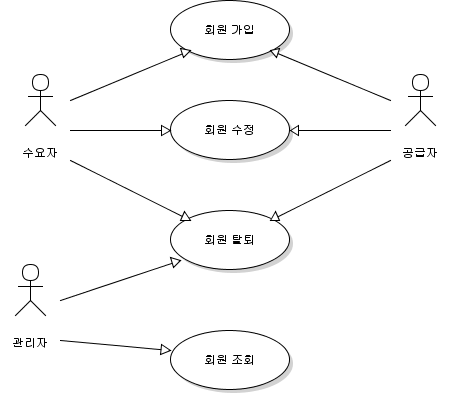 회원 가입
회원 수정
수요자
공급자
회원 탈퇴
관리자
회원 조회